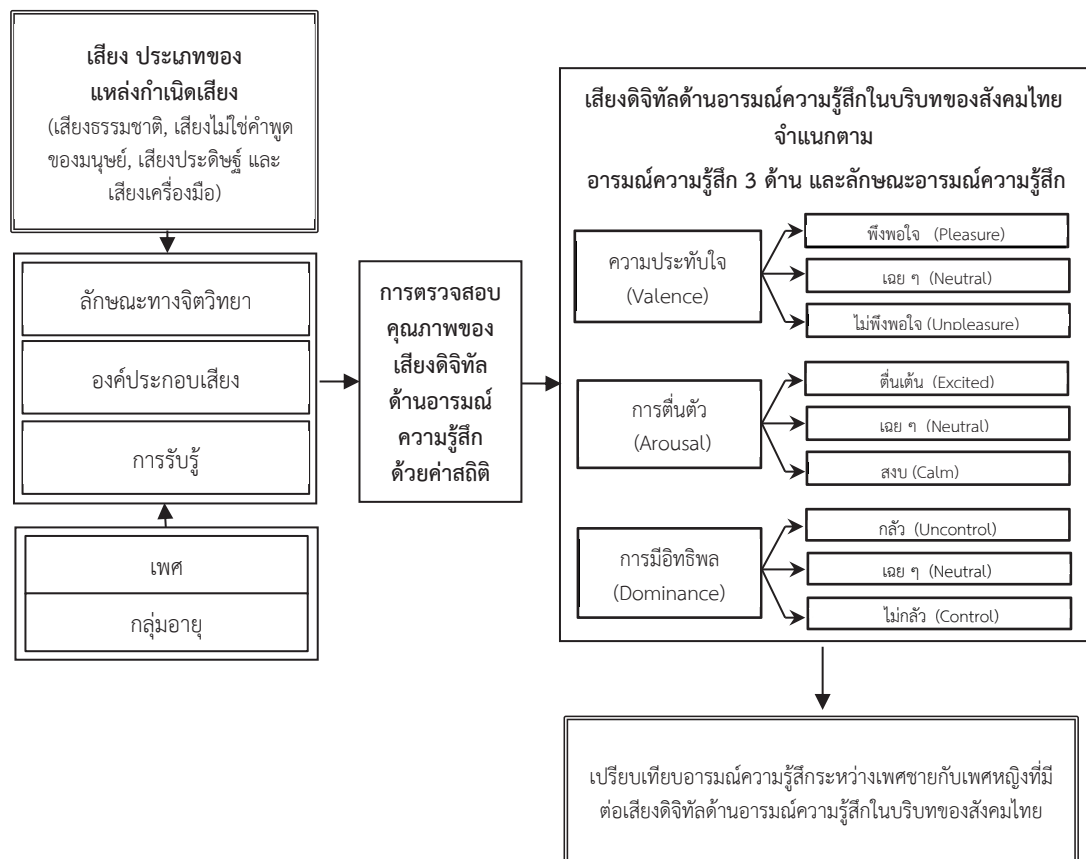 เสียง ประเภทของ
แหล่งกำเนิดเสียง
(เสียงธรรมชาติ, เสียงไม่ใช่คำพูด
ของมนุษย์, เสียงประดิษฐ์ และ
เสียงเครื่องมือ)
ลักษณะทางจิตวิทยา
องค์ประกอบเสียง
การรับรู้
เพศ
กลุ่มอายุ
การตรวจสอบ
คุณภาพของ
เสียงดิจิทัล
ด้านอารมณ์
ความรู้สึก
ด้วยค่าสถิติ
เสียงดิจิทัลด้านอารมณ์ความรู้สึกในบริบทของสังคมไทย
จำแนกตาม
อารมณ์ความรู้สึก 3 ด้าน และลักษณะอารมณ์ความรู้สึก
ความประทับใจ
(Valence)
พึงพอใจ (Pleasure)
เฉย ๆ (Neutral)
ไม่พึงพอใจ (Unpleasure)
การตื่นตัว
(Arousal)
ตื่นเต้น (Excited)
เฉย ๆ (Neutral)
สงบ (Calm)
การมีอิทธิพล
(Dominance)
กลัว (Uncontrol)
เฉย ๆ (Neutral)
ไม่กลัว (Control)
เปรียบเทียบอารมณ์ความรู้สึกระหว่างเพศชายกับเพศหญิงที่มี
ต่อเสียงดิจิทัลด้านอารมณ์ความรู้สึกในบริบทของสังคมไทย